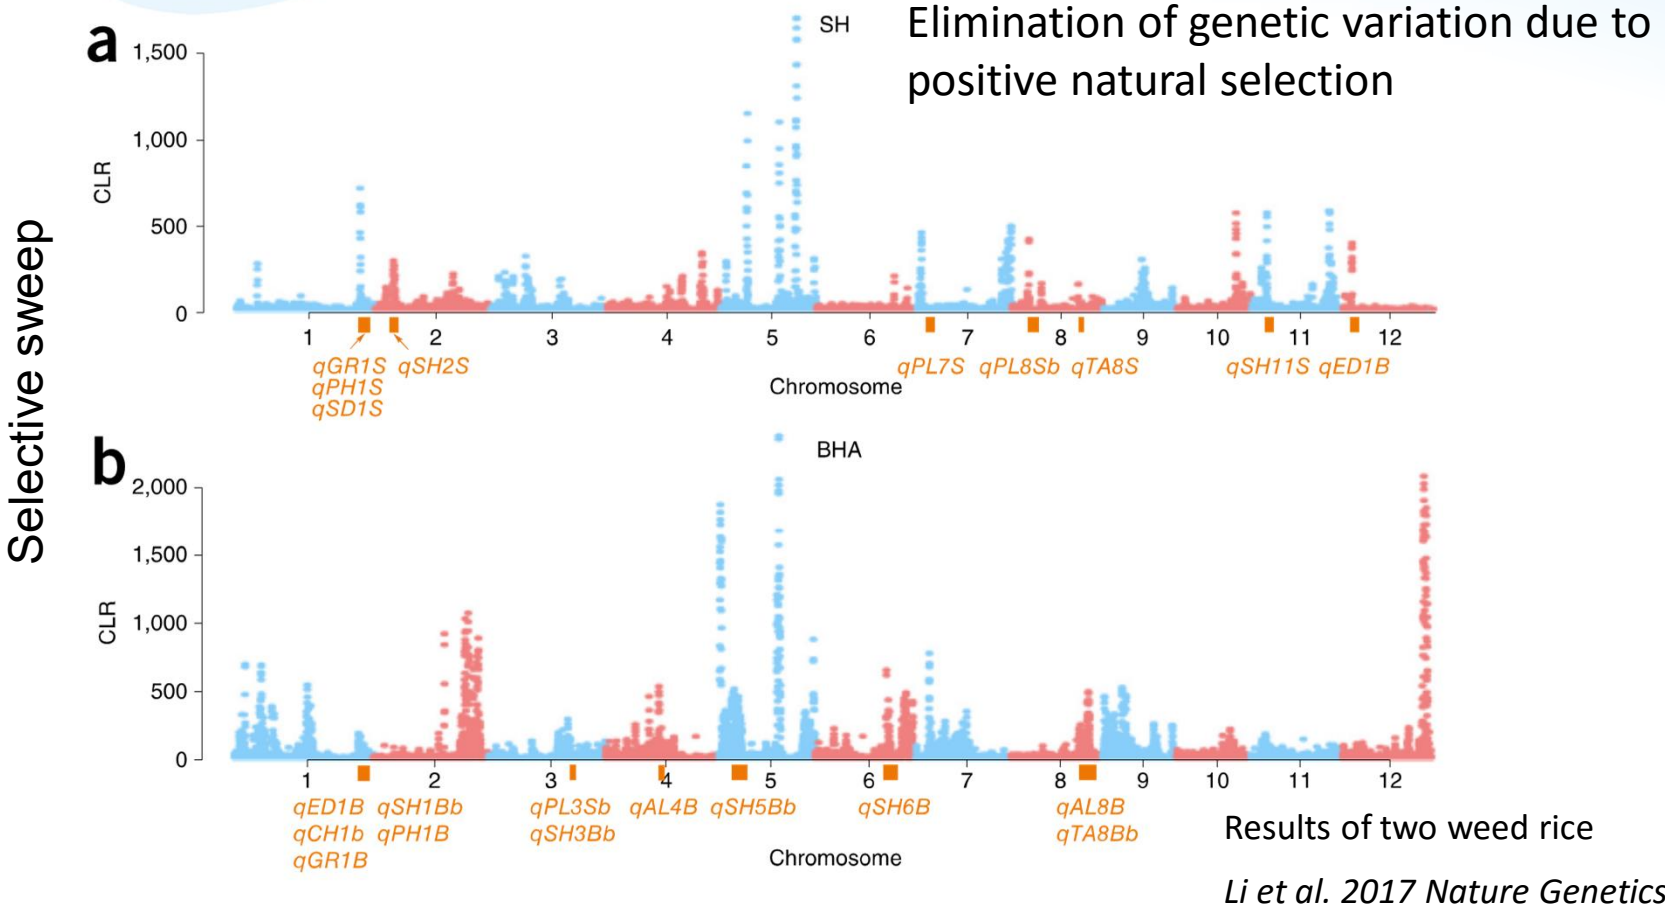 Elimination of genetic variation due to
positive natural selection
Selective sweep
a
SH
CLR
1,500
1,000
500
0
1 2 3 4 5 6 7 8 9 10 11 12
qGR1S qSH2S qPL7S qPL8Sb qTA8S qSH11S qED1B
qPH1S
qSD1S
Chromosome
b
BHA
CLR
2,000
1,500
1,000
500
0
1 2 3 4 5 6 7 8 9 10 11 12
qED1B qSH1Bb qPL3Sb qAL4B qSH5Bb qSH6B qAL8B
qCH1b qPH1B qSH3Bb qTA8Bb
qGR1B
Chromosome
Results of two weed rice
Li et al. 2017 Nature Genetics